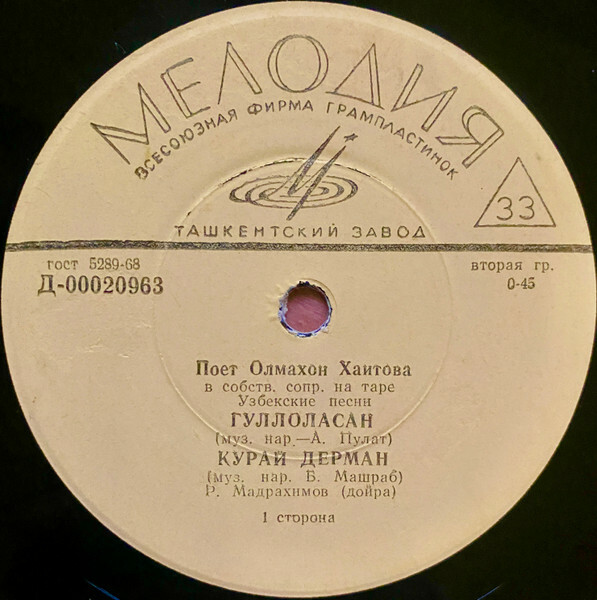 МЕЛОДИЯ
ВСЕСОЮЗНАЯ ФИРМА ГРАМПЛАСТИНОК
33
ТАШКЕНТСКИЙ ЗАВОД
гост 5289-68
вторая гр.
Д-00020963
0-45
Поет Олмахон Хаитова
в собств. сопр. на таре
Узбекские песни
ГУЛЛОЛАСАН
(муз. нар.—А. Пулат)
КУРАЙ ДЕРМАН
(муз. нар. Б. Машраб)
Р. Мадрахимов (дойра)
1 сторона